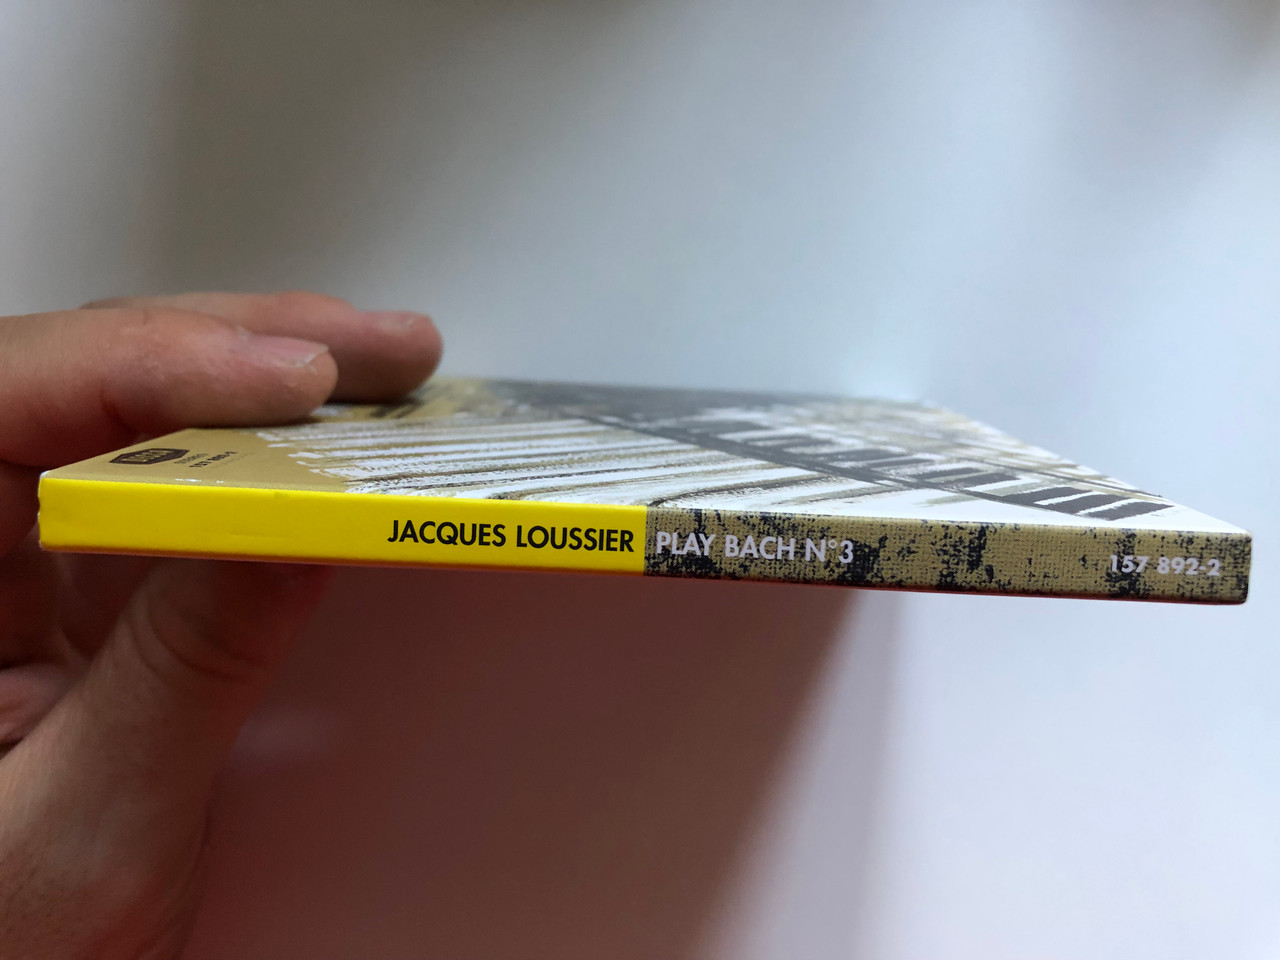 JACQUES LOUSSIER PLAY BACH N°3 157 892-2